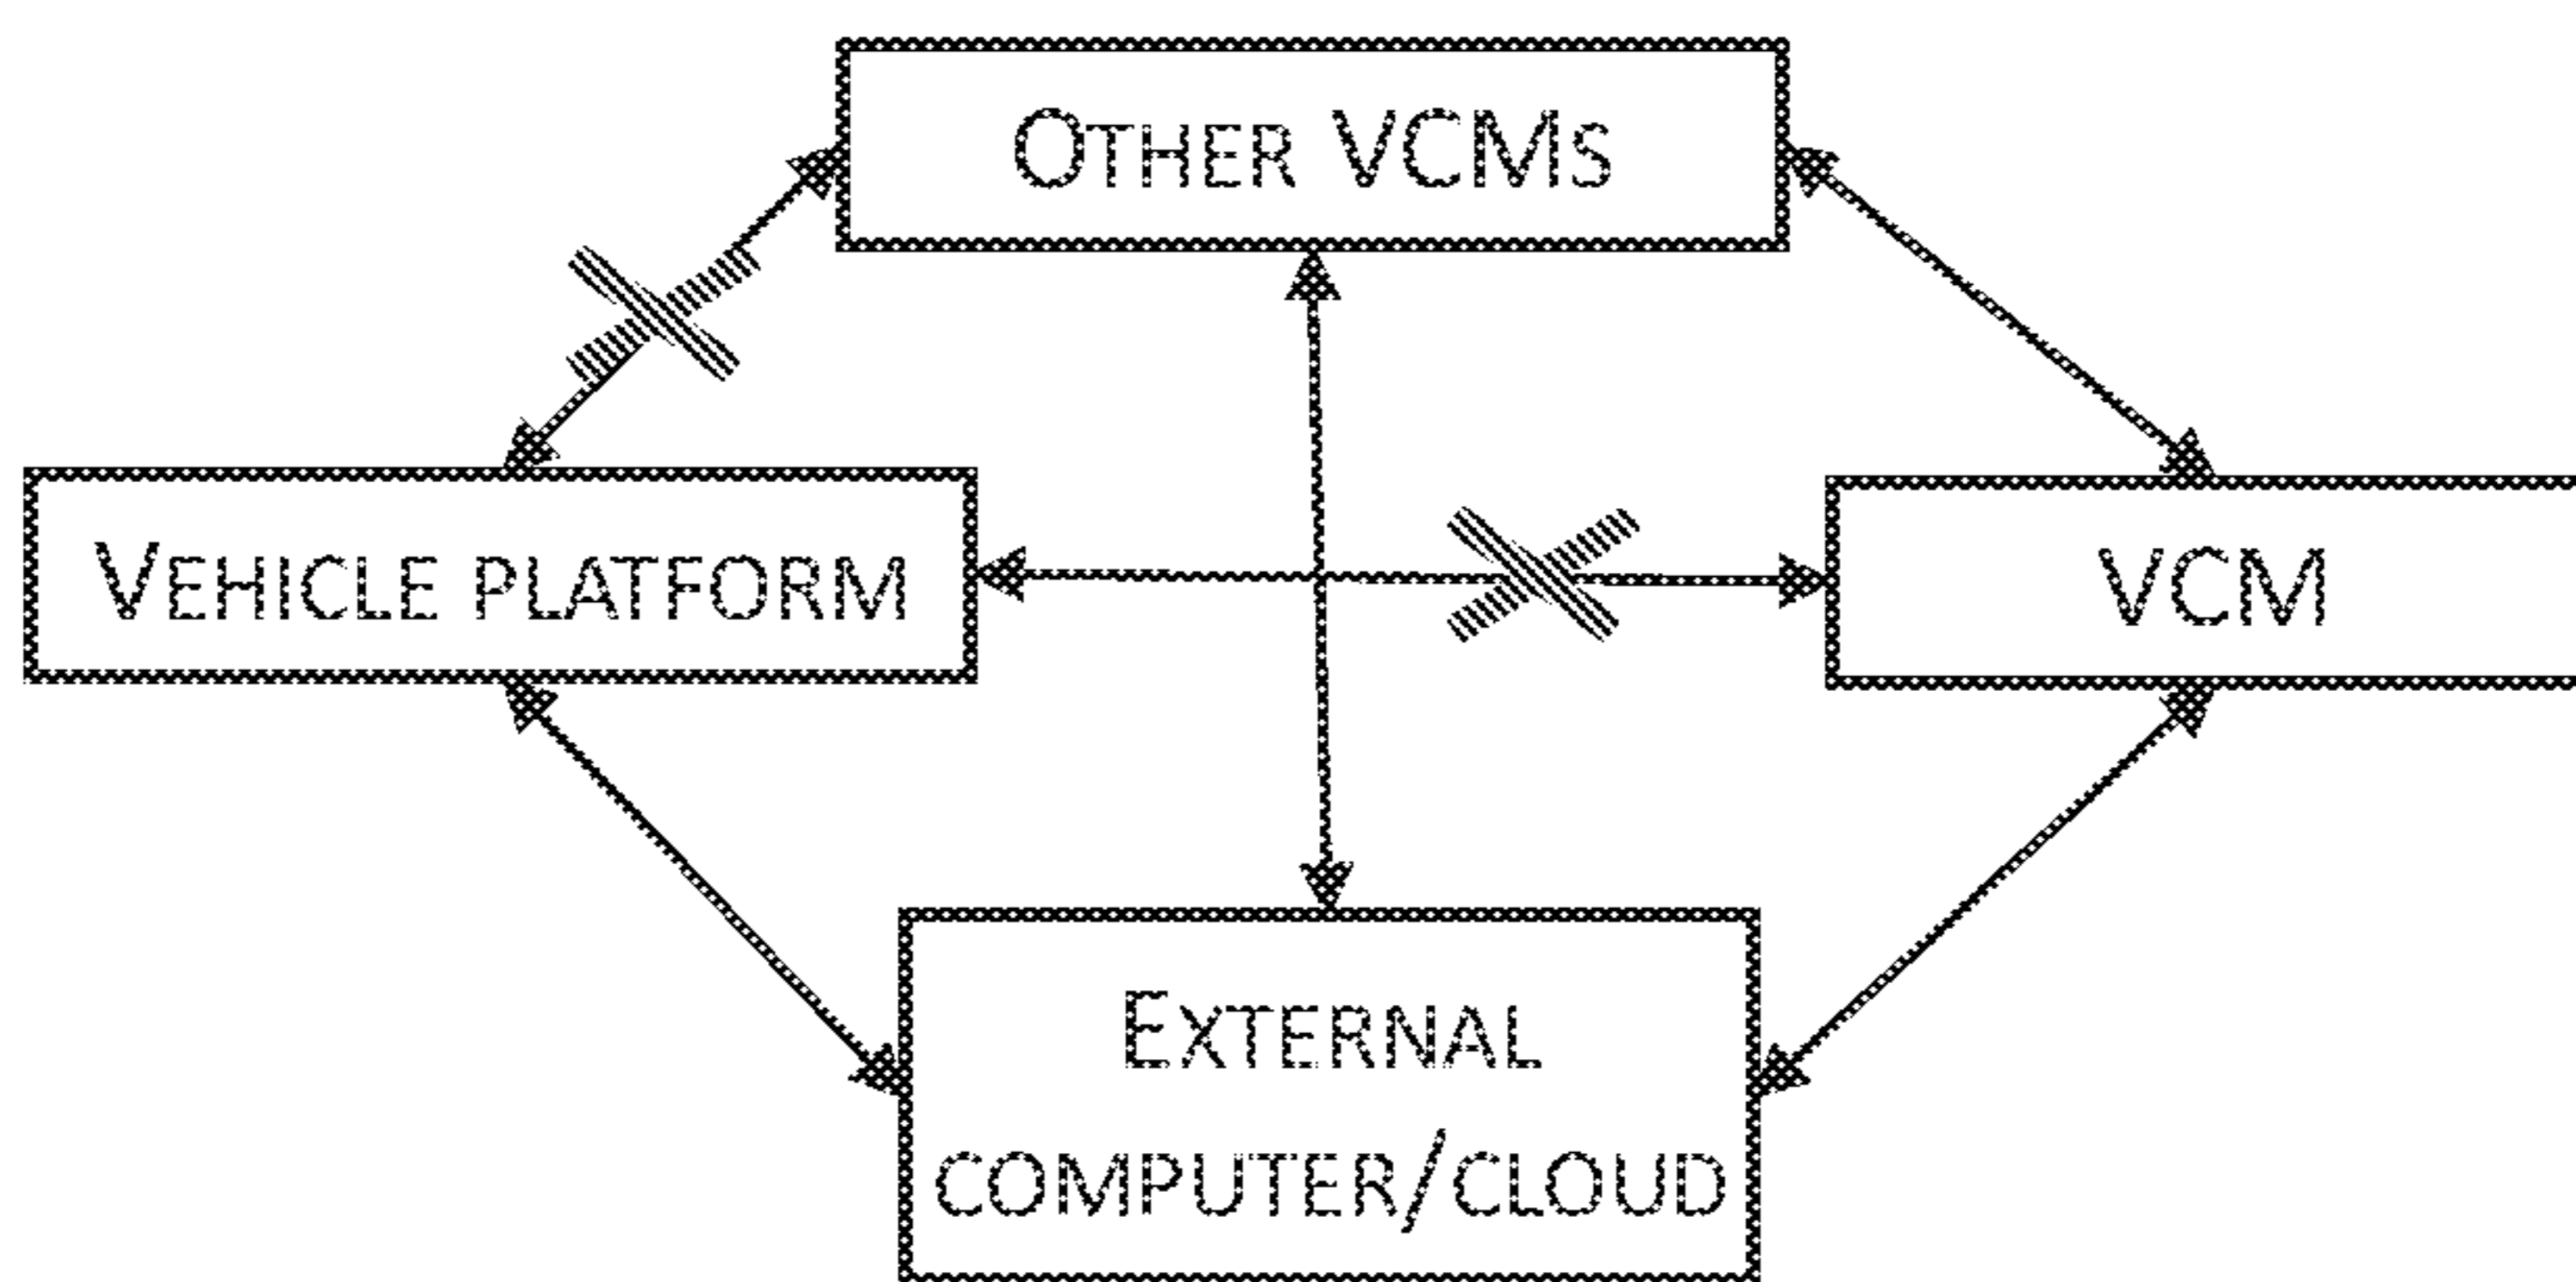 OTHER VCMS
VEHICLE PLATFORM
VCM
EXTERNAL
COMPUTER/CLOUD